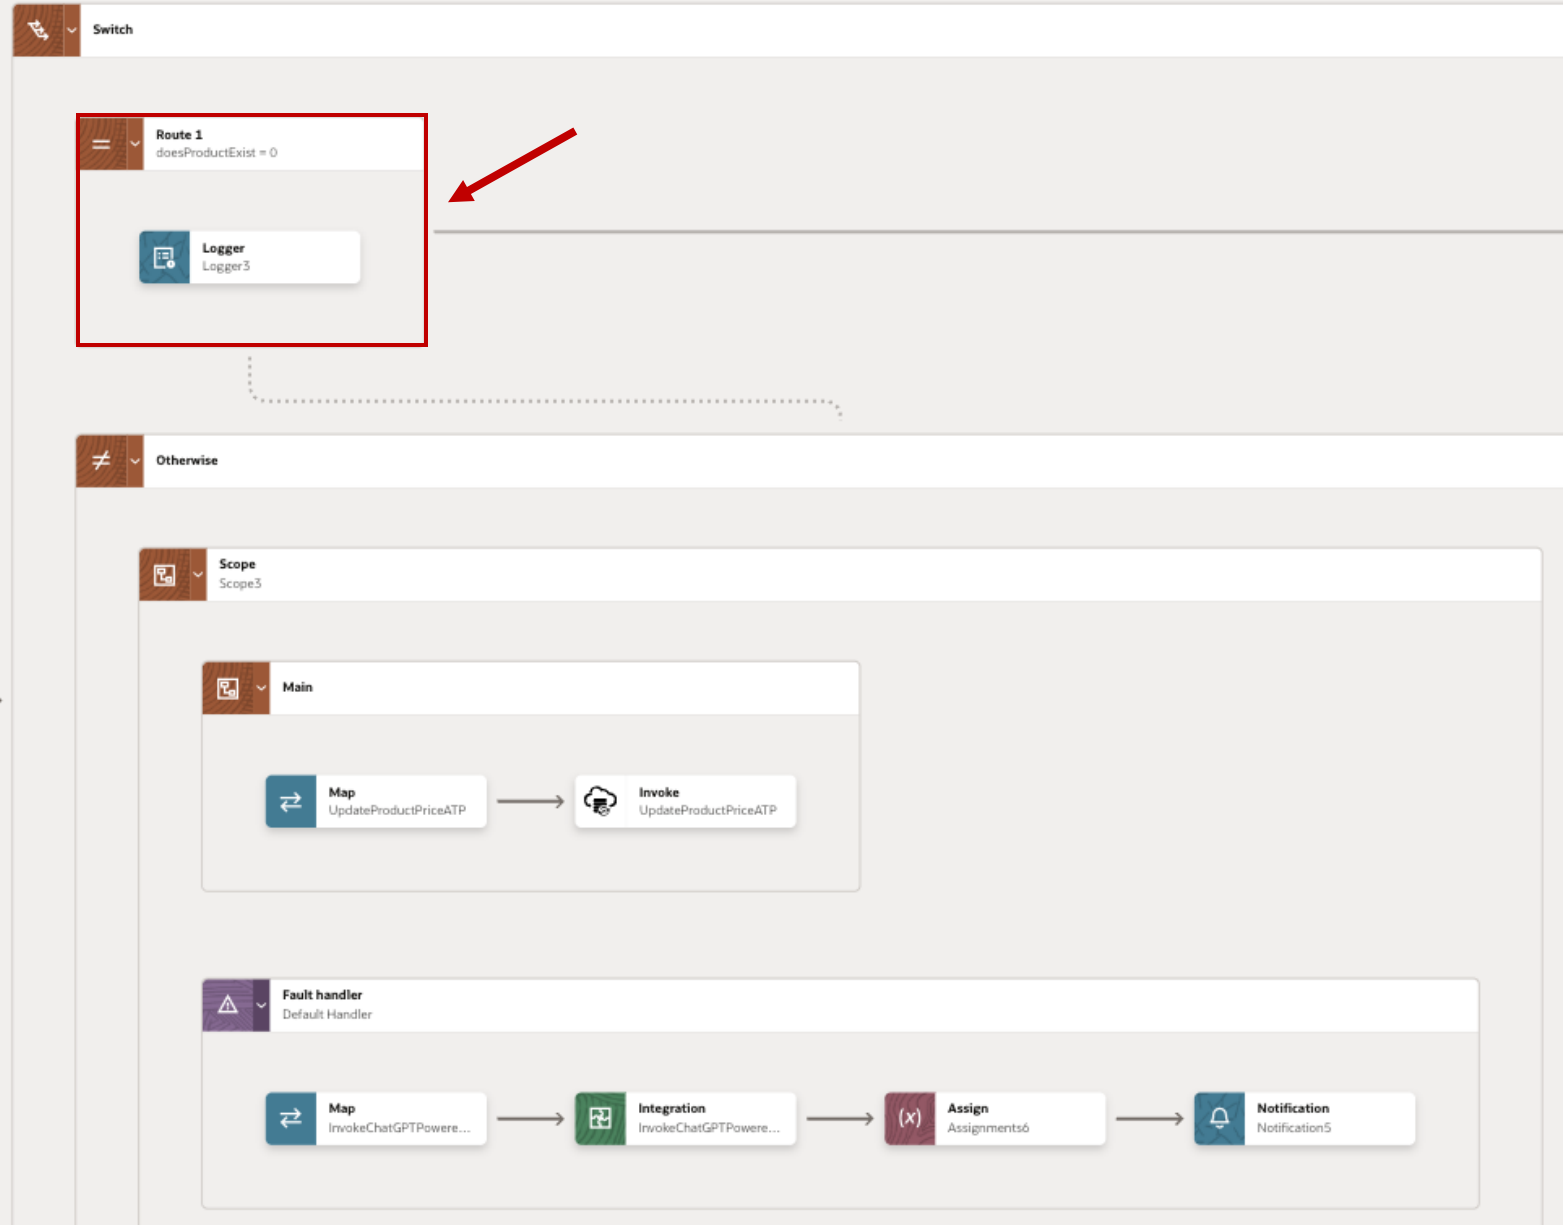 Switch
Route 1
doesProductExist = 0
Logger
Logger3
Otherwise
Scope
Scope3
Main
Map
UpdateProductPriceATP
Invoke
UpdateProductPriceATP
Fault handler
Default Handler
Map
InvokeChatGPTPowere...
Integration
InvokeChatGPTPowere...
(x)
Assign
Assignments6
Notification
Notification5